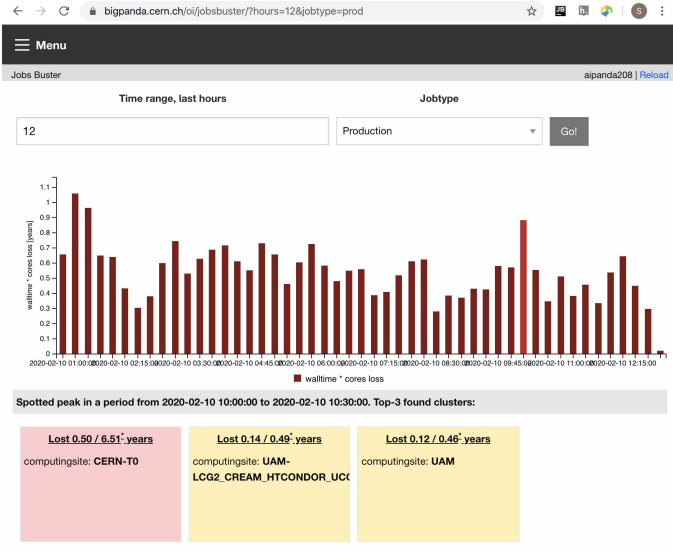 bigpanda.cern.ch/oi/jobsbuster/?hours=12&jobtype=prod
JB
h.
S
Menu
Jobs Buster
aipanda208 | Reload
Time range, last hours
Jobtype
12
Production
Go!
walltime * cores loss [years]
1.1
1
0.9
0.8
0.7
0.6
0.5
0.4
0.3
0.2
0.1
0
2020-02-10 01:00:00
2020-02-10 02:15:00
2020-02-10 03:30:00
2020-02-10 04:45:00
2020-02-10 06:00:00
2020-02-10 07:15:00
2020-02-10 08:30:00
2020-02-10 09:45:00
2020-02-10 11:00:00
2020-02-10 12:15:00
walltime * cores loss
Spotted peak in a period from 2020-02-10 10:00:00 to 2020-02-10 10:30:00. Top-3 found clusters:
Lost 0.50 / 6.51* years
computingsite: CERN-T0
Lost 0.14 / 0.49* years
computingsite: UAM-
LCG2_CREAM_HTCONDOR_UC
Lost 0.12 / 0.46* years
computingsite: UAM